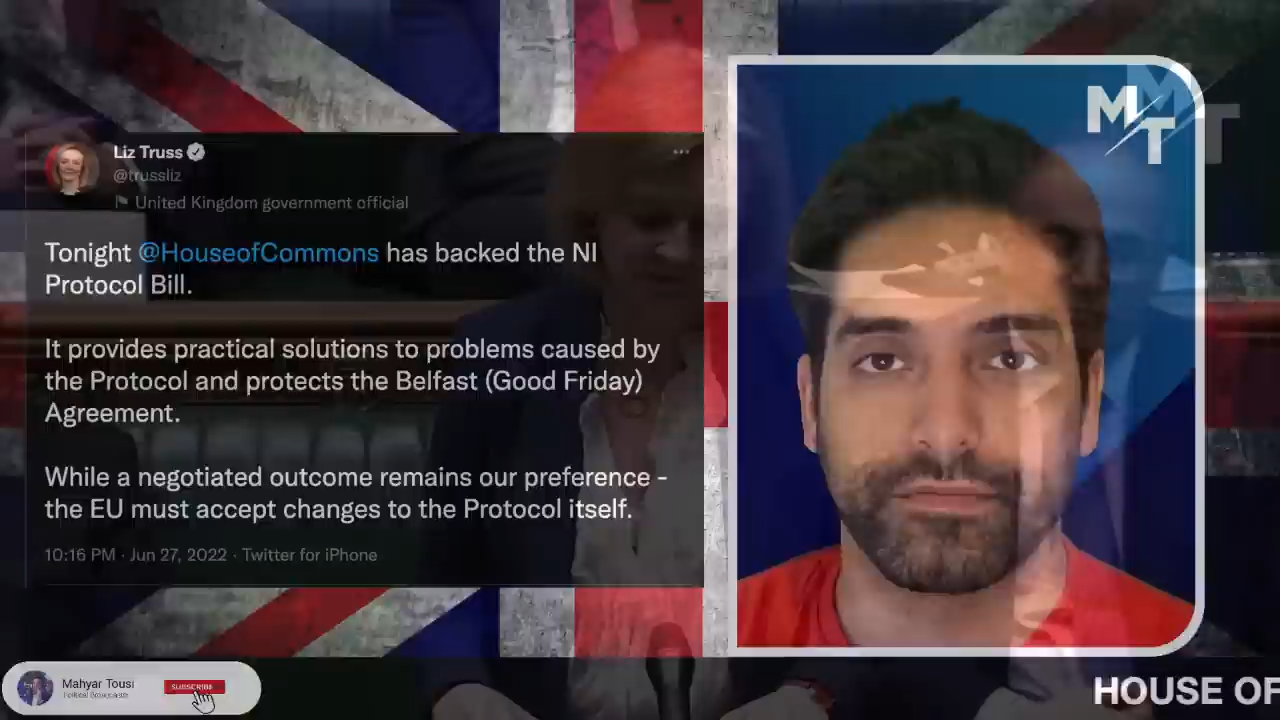 Liz Truss
@trussliz
United Kingdom government official
Tonight @HouseofCommons has backed the NI
Protocol Bill.
It provides practical solutions to problems caused by
the Protocol and protects the Belfast (Good Friday)
Agreement.
While a negotiated outcome remains our preference -
the EU must accept changes to the Protocol itself.
10:16 PM · Jun 27, 2022 · Twitter for iPhone
MT
Mahyar Tousi
Political Broadcaster
SUBSCRIBE
HOUSE OF